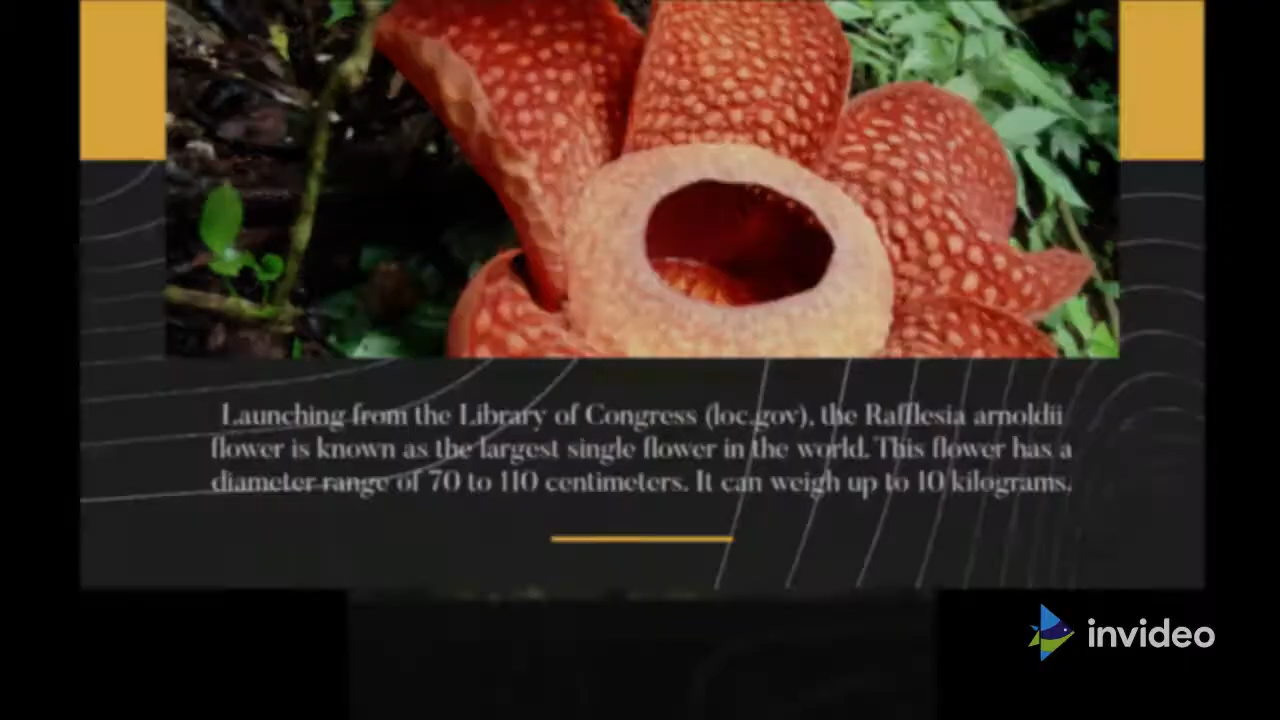 Launching from the Library of Congress (loc.gov), the Rafflesia arnoldii
flower is known as the largest single flower in the world. This flower has a
diameter range of 70 to 110 centimeters. It can weigh up to 10 kilograms.
invideo